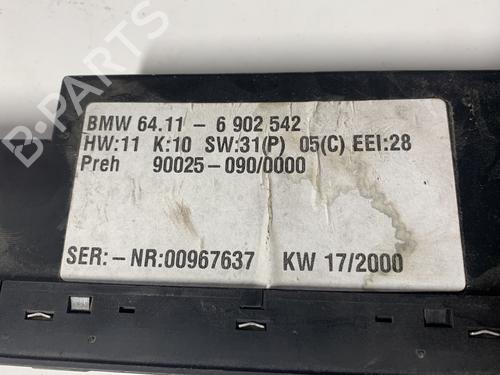 BMW 64.11 - 6 902 542
HW:11 K:10 SW:31(P) 05(C) EEI:28
Preh 90025-090/0000
SER:-NR:00967637 KW 17/2000
B-PARTS